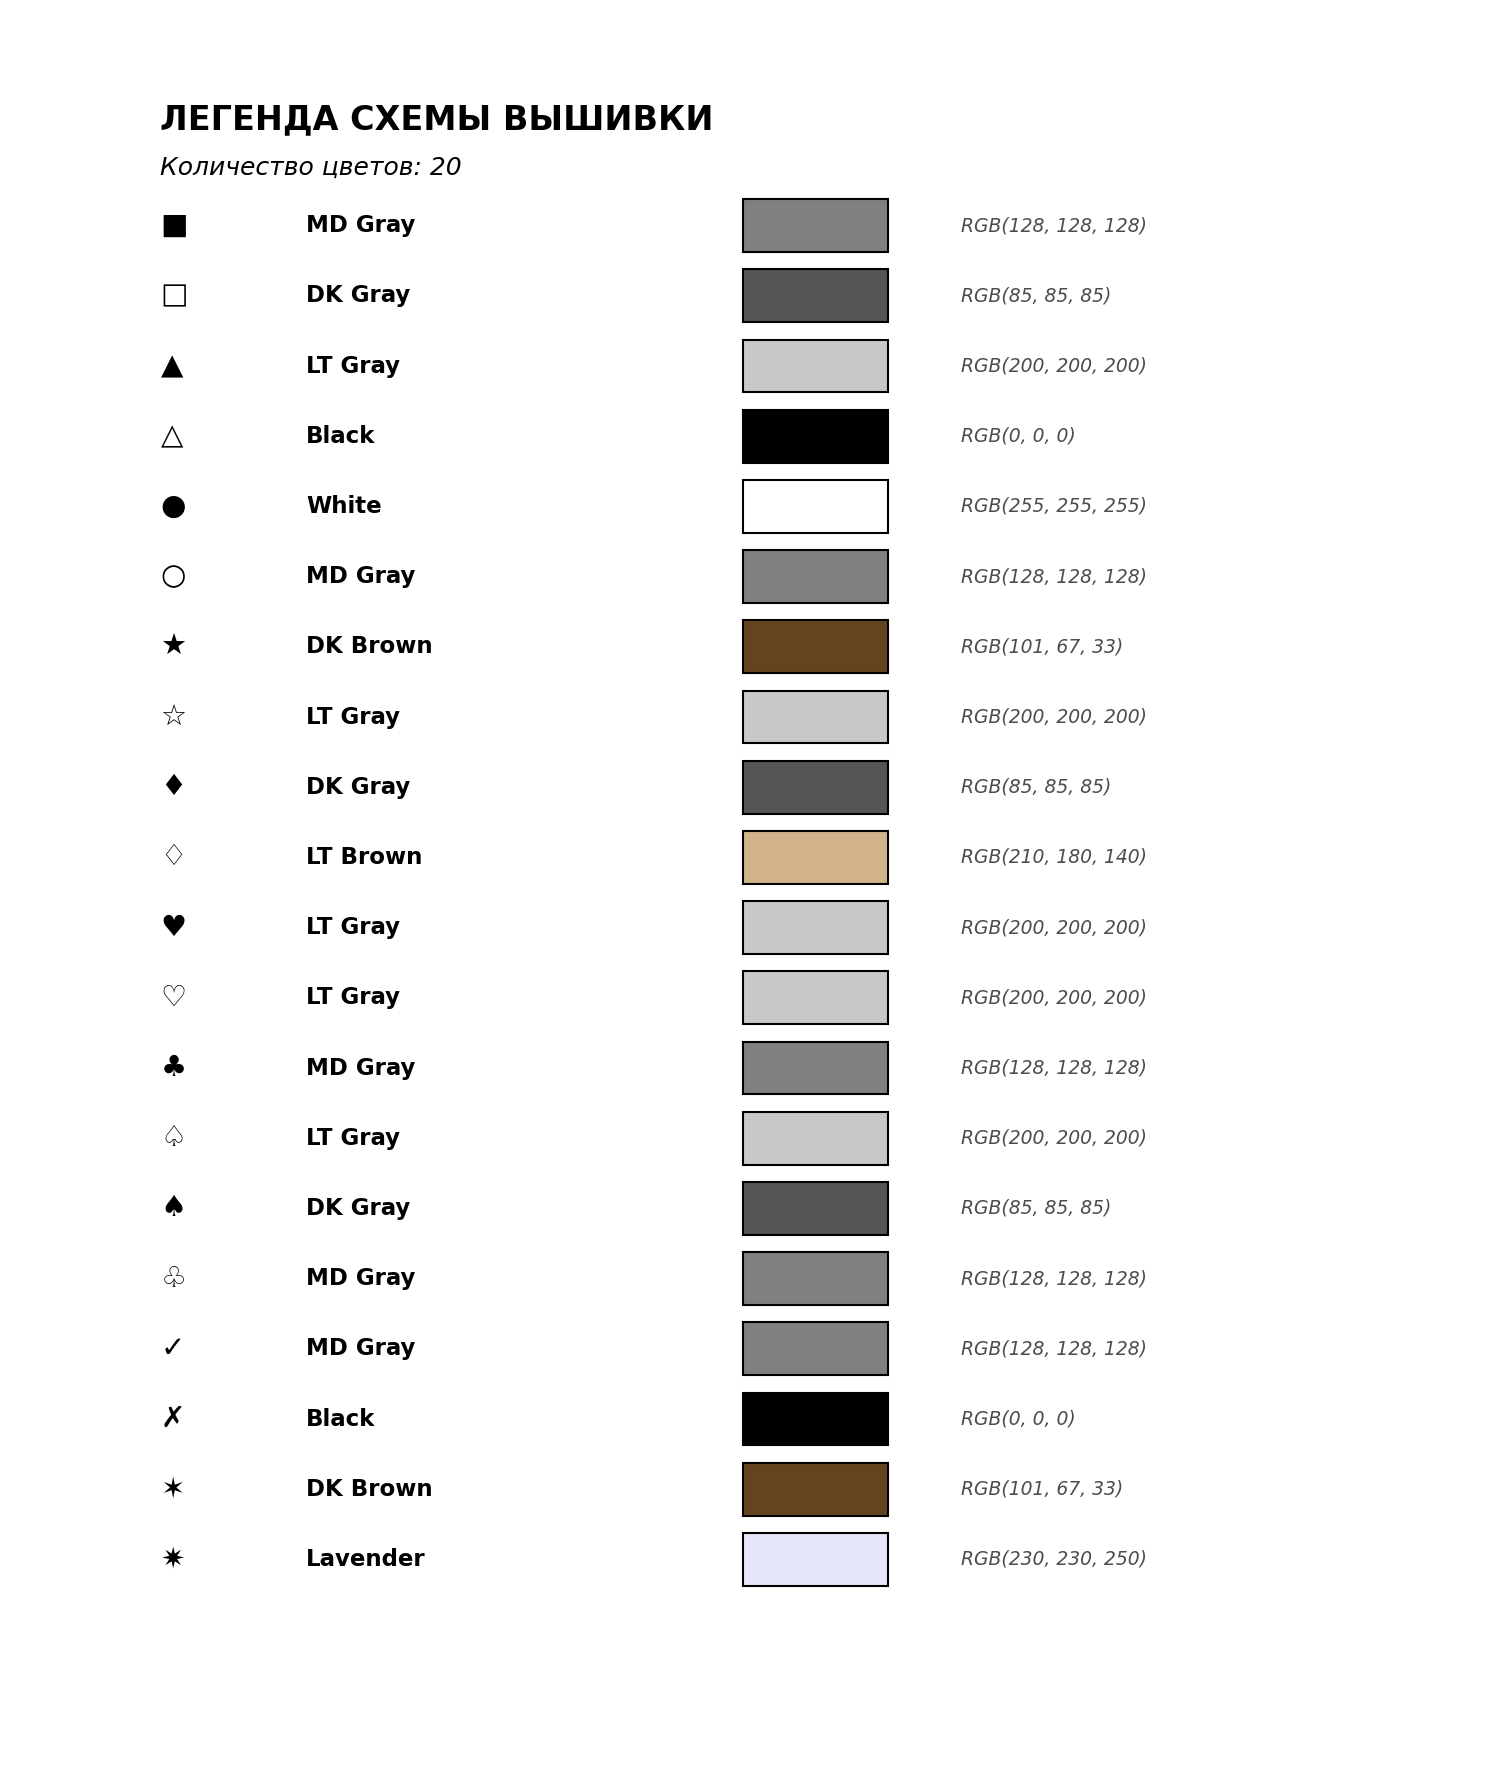 ЛЕГЕНДА СХЕМЫ ВЫШИВКИ
Количество цветов: 20
■ MD Gray RGB(128, 128, 128)
□ DK Gray RGB(85, 85, 85)
▲ LT Gray RGB(200, 200, 200)
△ Black RGB(0, 0, 0)
● White RGB(255, 255, 255)
○ MD Gray RGB(128, 128, 128)
★ DK Brown RGB(101, 67, 33)
☆ LT Gray RGB(200, 200, 200)
♦ DK Gray RGB(85, 85, 85)
♢ LT Brown RGB(210, 180, 140)
♥ LT Gray RGB(200, 200, 200)
♡ LT Gray RGB(200, 200, 200)
♣ MD Gray RGB(128, 128, 128)
♤ LT Gray RGB(200, 200, 200)
♠ DK Gray RGB(85, 85, 85)
♧ MD Gray RGB(128, 128, 128)
✓ MD Gray RGB(128, 128, 128)
✗ Black RGB(0, 0, 0)
✶ DK Brown RGB(101, 67, 33)
✷ Lavender RGB(230, 230, 250)